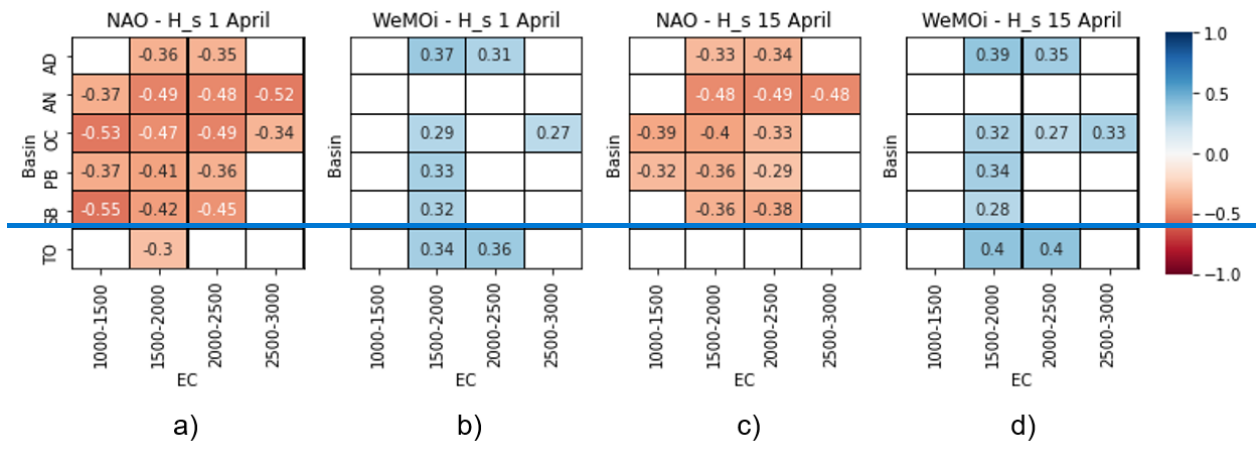 NAO - H_s 1 April WeMOi - H_s 1 April NAO - H_s 15 April WeMOi - H_s 15 April
AD -0.36 -0.35 0.37 0.31 -0.33 -0.34 0.39 0.35 1.0
AN -0.37 -0.49 -0.48 -0.52 -0.48 -0.49 -0.48 0.5
OC -0.53 -0.47 -0.49 -0.34 0.29 0.27 -0.39 -0.4 -0.33 0.32 0.27 0.33 0.0
Basin Basin Basin Basin
PB -0.37 -0.41 -0.36 0.33 -0.32 -0.36 -0.29 0.34
SB -0.55 -0.42 -0.45 0.32 -0.36 -0.38 0.28 -0.5
TO -0.3 0.34 0.36 0.4 0.4 -1.0
1000-1500 1500-2000 2000-2500 2500-3000 1000-1500 1500-2000 2000-2500 2500-3000 1000-1500 1500-2000 2000-2500 2500-3000 1000-1500 1500-2000 2000-2500 2500-3000
EC EC EC EC
a) b) c) d)